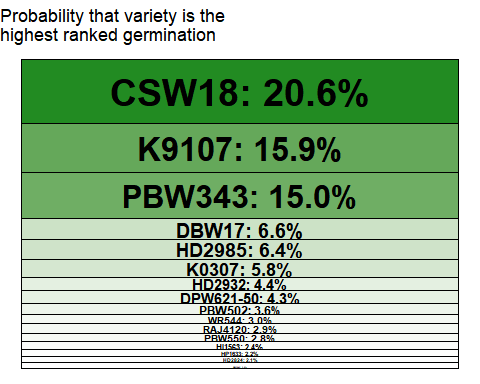 Probability that variety is the
highest ranked germination
CSW18: 20.6%
K9107: 15.9%
PBW343: 15.0%
DBW17: 6.6%
HD2985: 6.4%
K0307: 5.8%
HD2932: 4.4%
DPW621-50: 4.3%
PBW502: 3.6%
WR544: 3.0%
RAJ4120: 2.9%
PBW550: 2.8%
HI1563: 2.4%
HP1633: 2.2%
HD2824: 2.1%